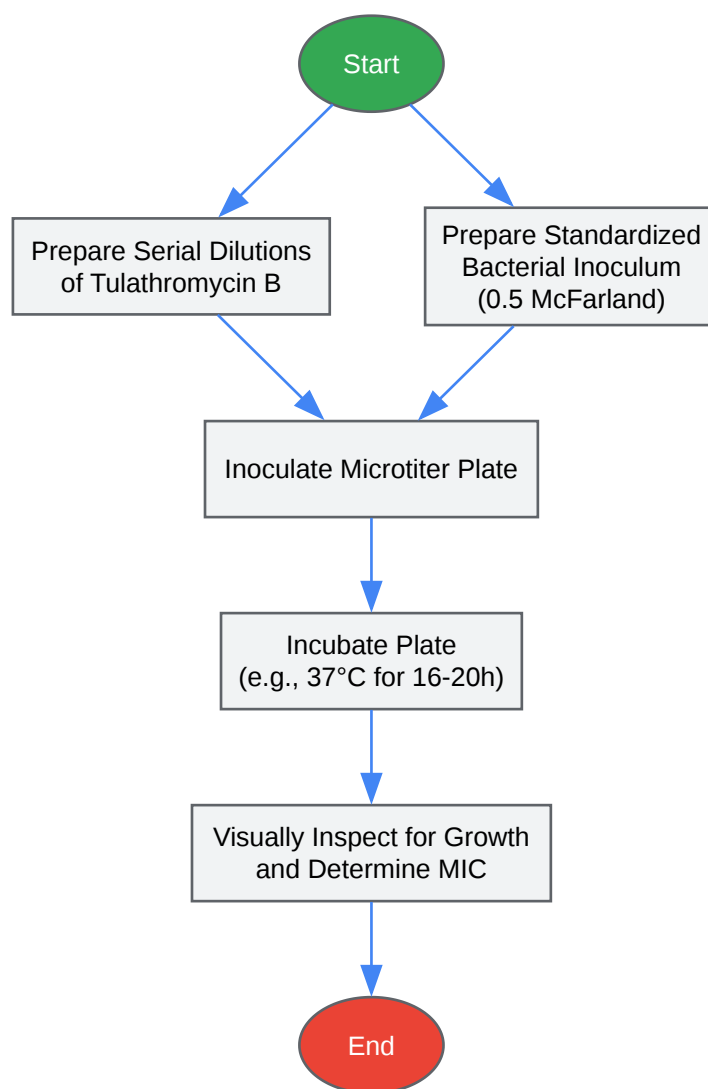 Start
Prepare Serial Dilutions
of Tulathromycin B
Prepare Standardized
Bacterial Inoculum
(0.5 McFarland)
Inoculate Microtiter Plate
Incubate Plate
(e.g., 37°C for 16-20h)
Visually Inspect for Growth
and Determine MIC
End